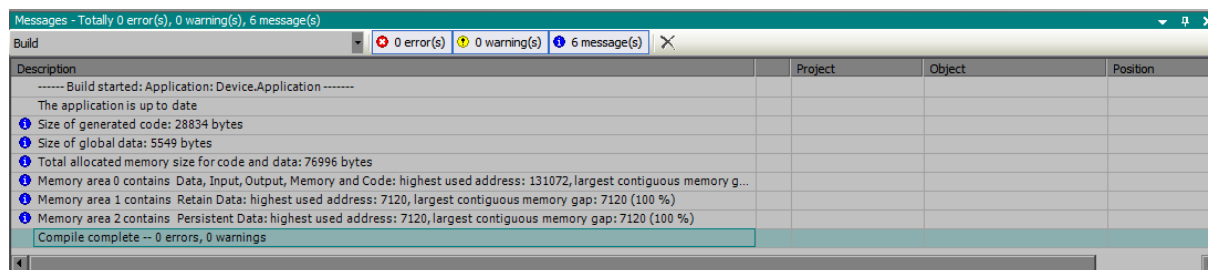 Messages - Totally 0 error(s), 0 warning(s), 6 message(s)
Build 0 error(s) 0 warning(s) 6 message(s)
Description Project Object Position
------ Build started: Application: Device.Application -------
The application is up to date
Size of generated code: 28834 bytes
Size of global data: 5549 bytes
Total allocated memory size for code and data: 76996 bytes
Memory area 0 contains Data, Input, Output, Memory and Code: highest used address: 131072, largest contiguous memory g...
Memory area 1 contains Retain Data: highest used address: 7120, largest contiguous memory gap: 7120 (100 %)
Memory area 2 contains Persistent Data: highest used address: 7120, largest contiguous memory gap: 7120 (100 %)
Compile complete -- 0 errors, 0 warnings